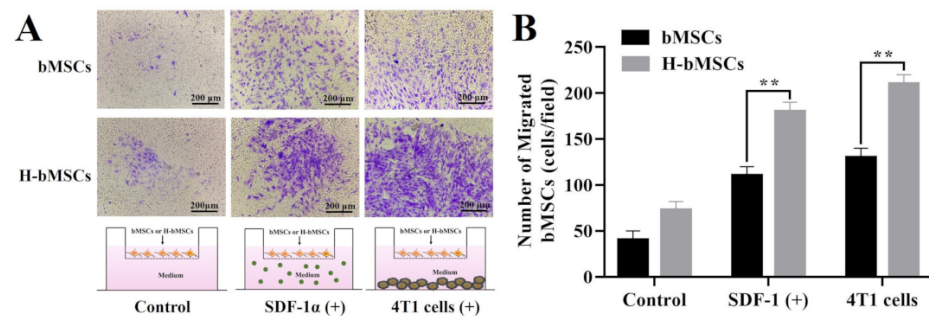 A
bMSCs
200 μm
200 μm
200 μm
H-bMSCs
200 μm
200 μm
200 μm
bMSCs or H-bMSCs
Medium
Control
bMSCs or H-bMSCs
Medium
SDF-1α (+)
bMSCs or H-bMSCs
Medium
4T1 cells (+)
B
Number of Migrated
bMSCs (cells/field)
250
200
150
100
50
0
bMSCs
H-bMSCs
**
**
Control
SDF-1 (+)
4T1 cells